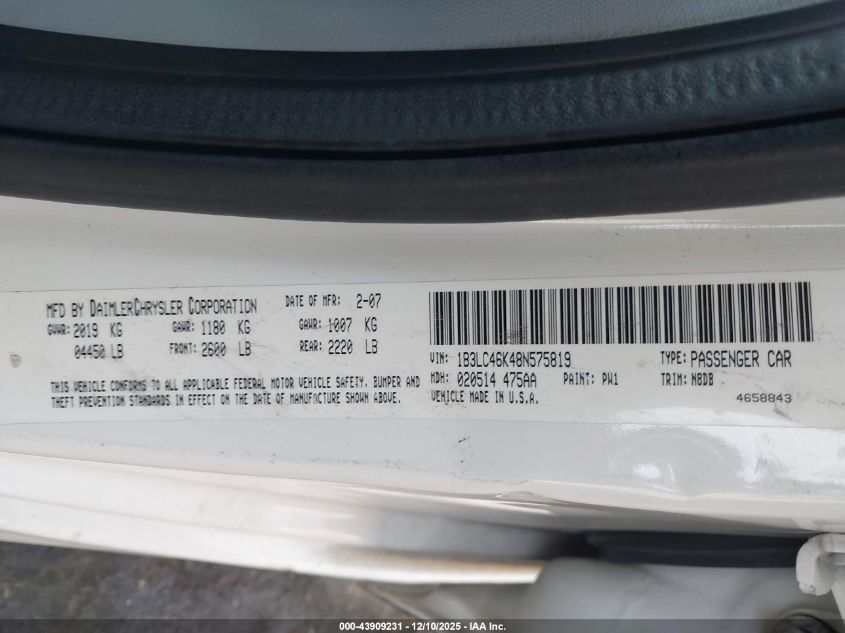 MFD BY DAIMLERCHRYSLER CORPORATION DATE OF MFR: 2-07
GVWR: 2019 KG GAWR: 1180 KG GAWR: 1007 KG
04450 LB FRONT: 2600 LB REAR: 2220 LB
THIS VEHICLE CONFORMS TO ALL APPLICABLE FEDERAL MOTOR VEHICLE SAFETY, BUMPER AND
THEFT PREVENTION STANDARDS IN EFFECT ON THE DATE OF MANUFACTURE SHOWN ABOVE.
VIN: 1B3LC46K48N575819 TYPE: PASSENGER CAR
MDH: 020514 475AA PAINT: PW1 TRIM: N8DB
VEHICLE MADE IN U.S.A. 4658843
000-43909231 - 12/10/2025 - IAA Inc.